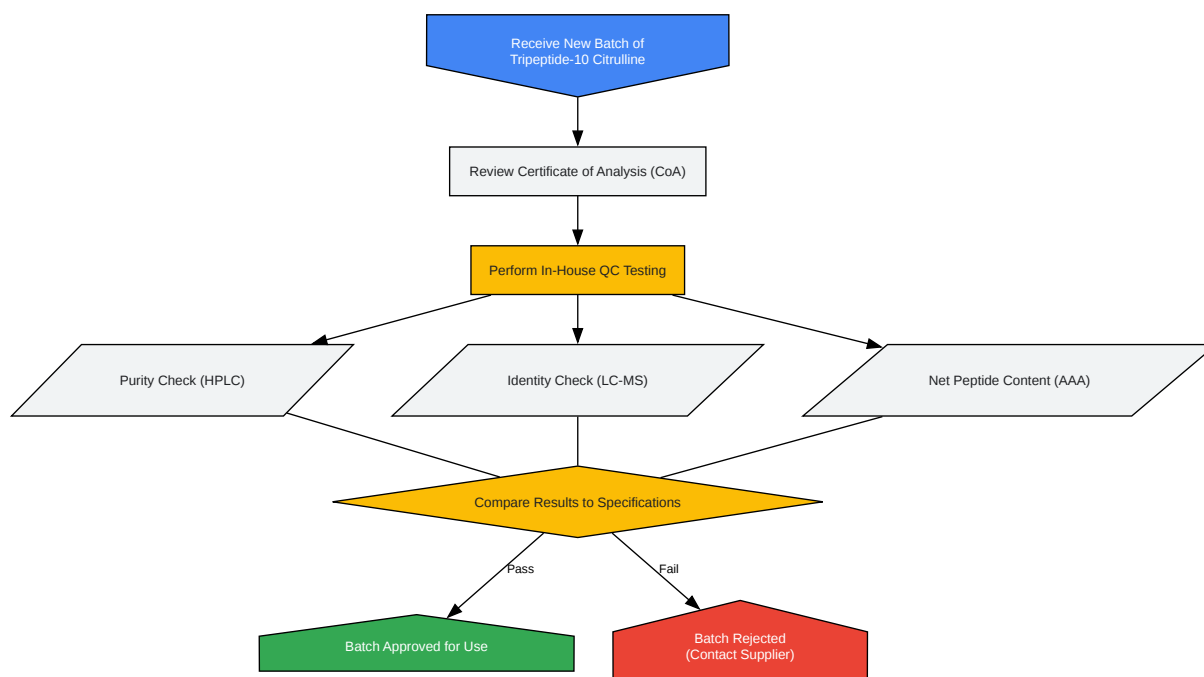 Receive New Batch of
Tripeptide-10 Citrulline
Review Certificate of Analysis (CoA)
Perform In-House QC Testing
Purity Check (HPLC)
Identity Check (LC-MS)
Net Peptide Content (AAA)
Compare Results to Specifications
Pass
Fail
Batch Approved for Use
Batch Rejected
(Contact Supplier)